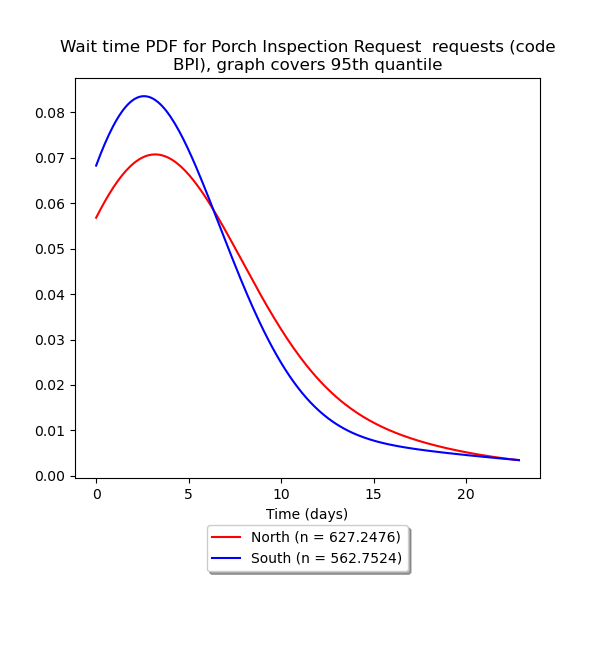 Wait time PDF for Porch Inspection Request  requests (code
BPI), graph covers 95th quantile
0.08
0.07
0.06
0.05
0.04
0.03
0.02
0.01
0.00
0 5 10 15 20
Time (days)
North (n = 627.2476)
South (n = 562.7524)